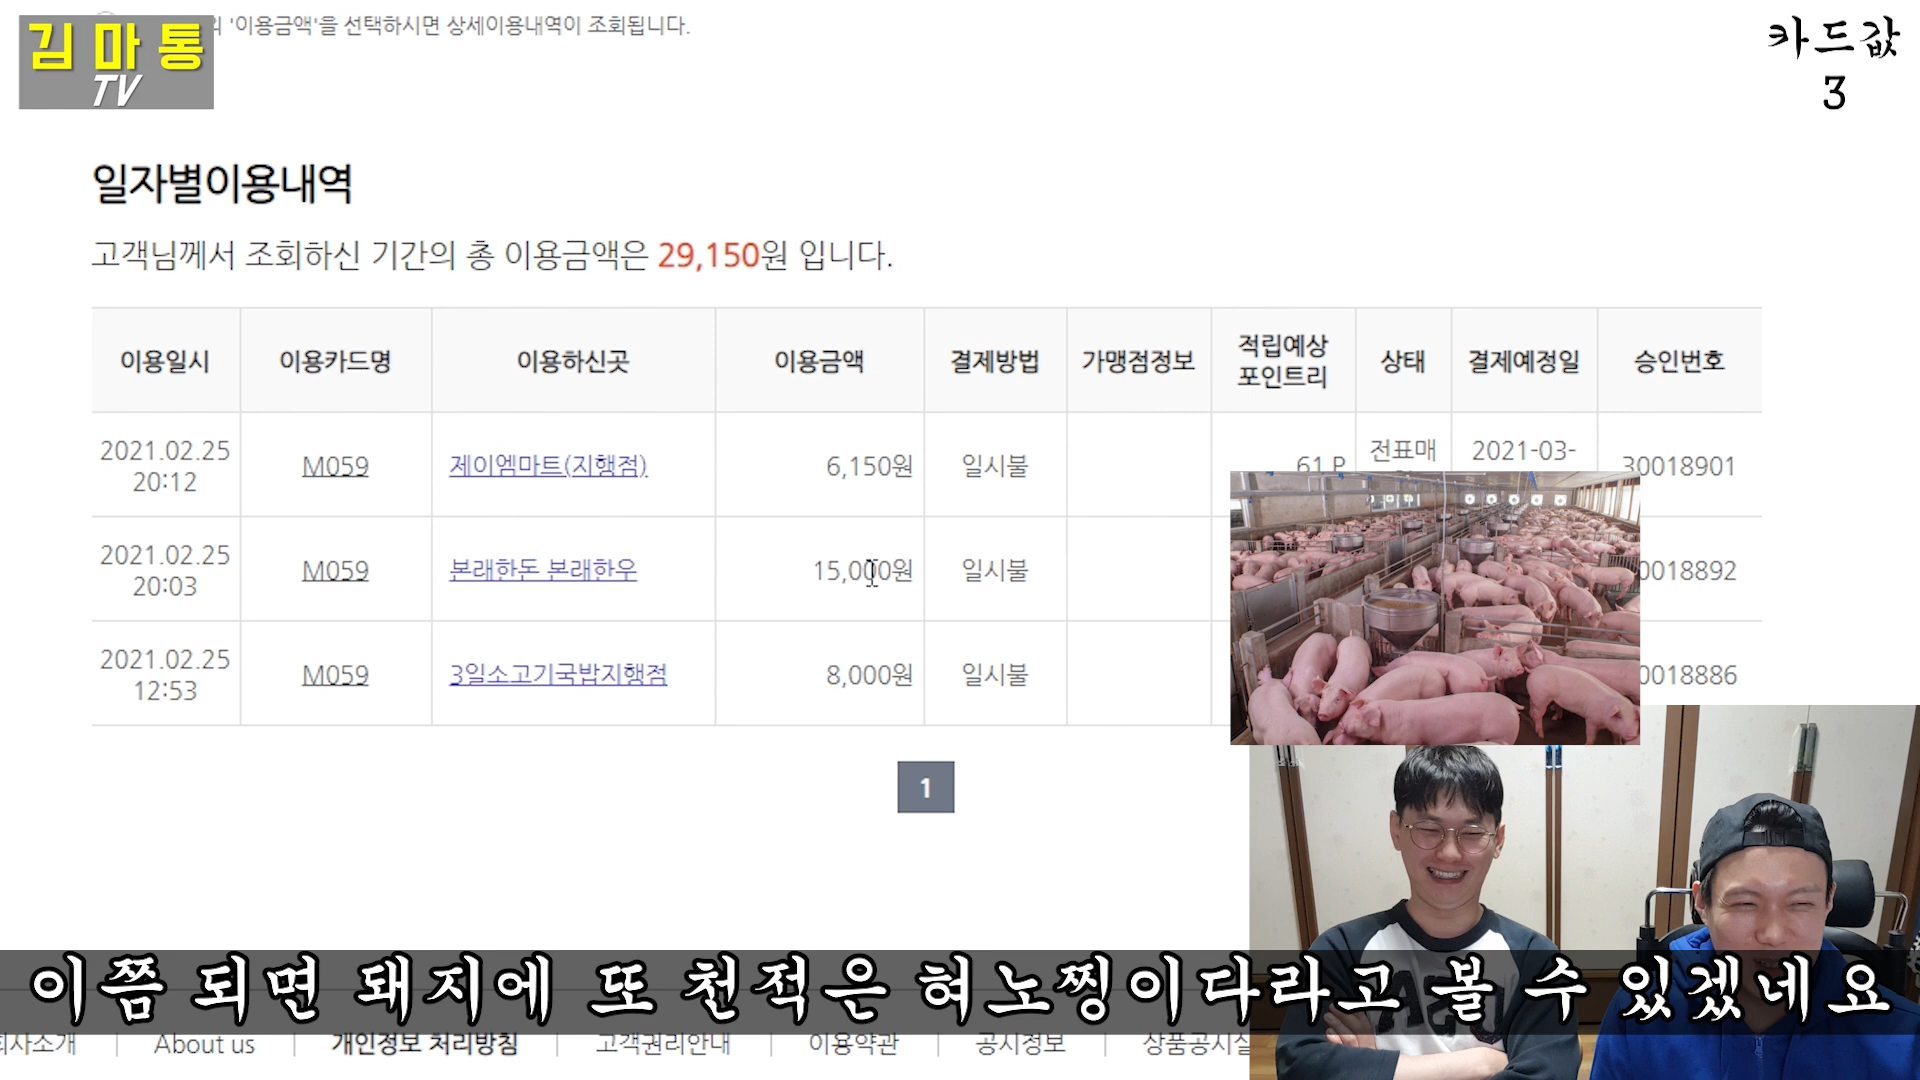 '이용금액'을 선택하시면 상세이용내역이 조회됩니다.
김마통
TV
카드값
3
일자별이용내역
고객님께서 조회하신 기간의 총 이용금액은 29,150원 입니다.
이용일시 이용카드명 이용하신곳 이용금액 결제방법 가맹점정보 적립예상 포인트리 상태 결제예정일 승인번호
2021.02.25 20:12 M059 제이엠마트(지행점) 6,150원 일시불 61 P 전표매 2021-03- 30018901
2021.02.25 20:03 M059 본래한돈 본래한우 15,000원 일시불 0018892
2021.02.25 12:53 M059 3일소고기국밥지행점 8,000원 일시불 0018886
1
이쯤 되면 돼지에 또 천적은 혀노찡이다라고 볼 수 있겠네요
회사소개 About us 개인정보 처리방침 고객권리안내 이용약관 공시정보 상품공시실